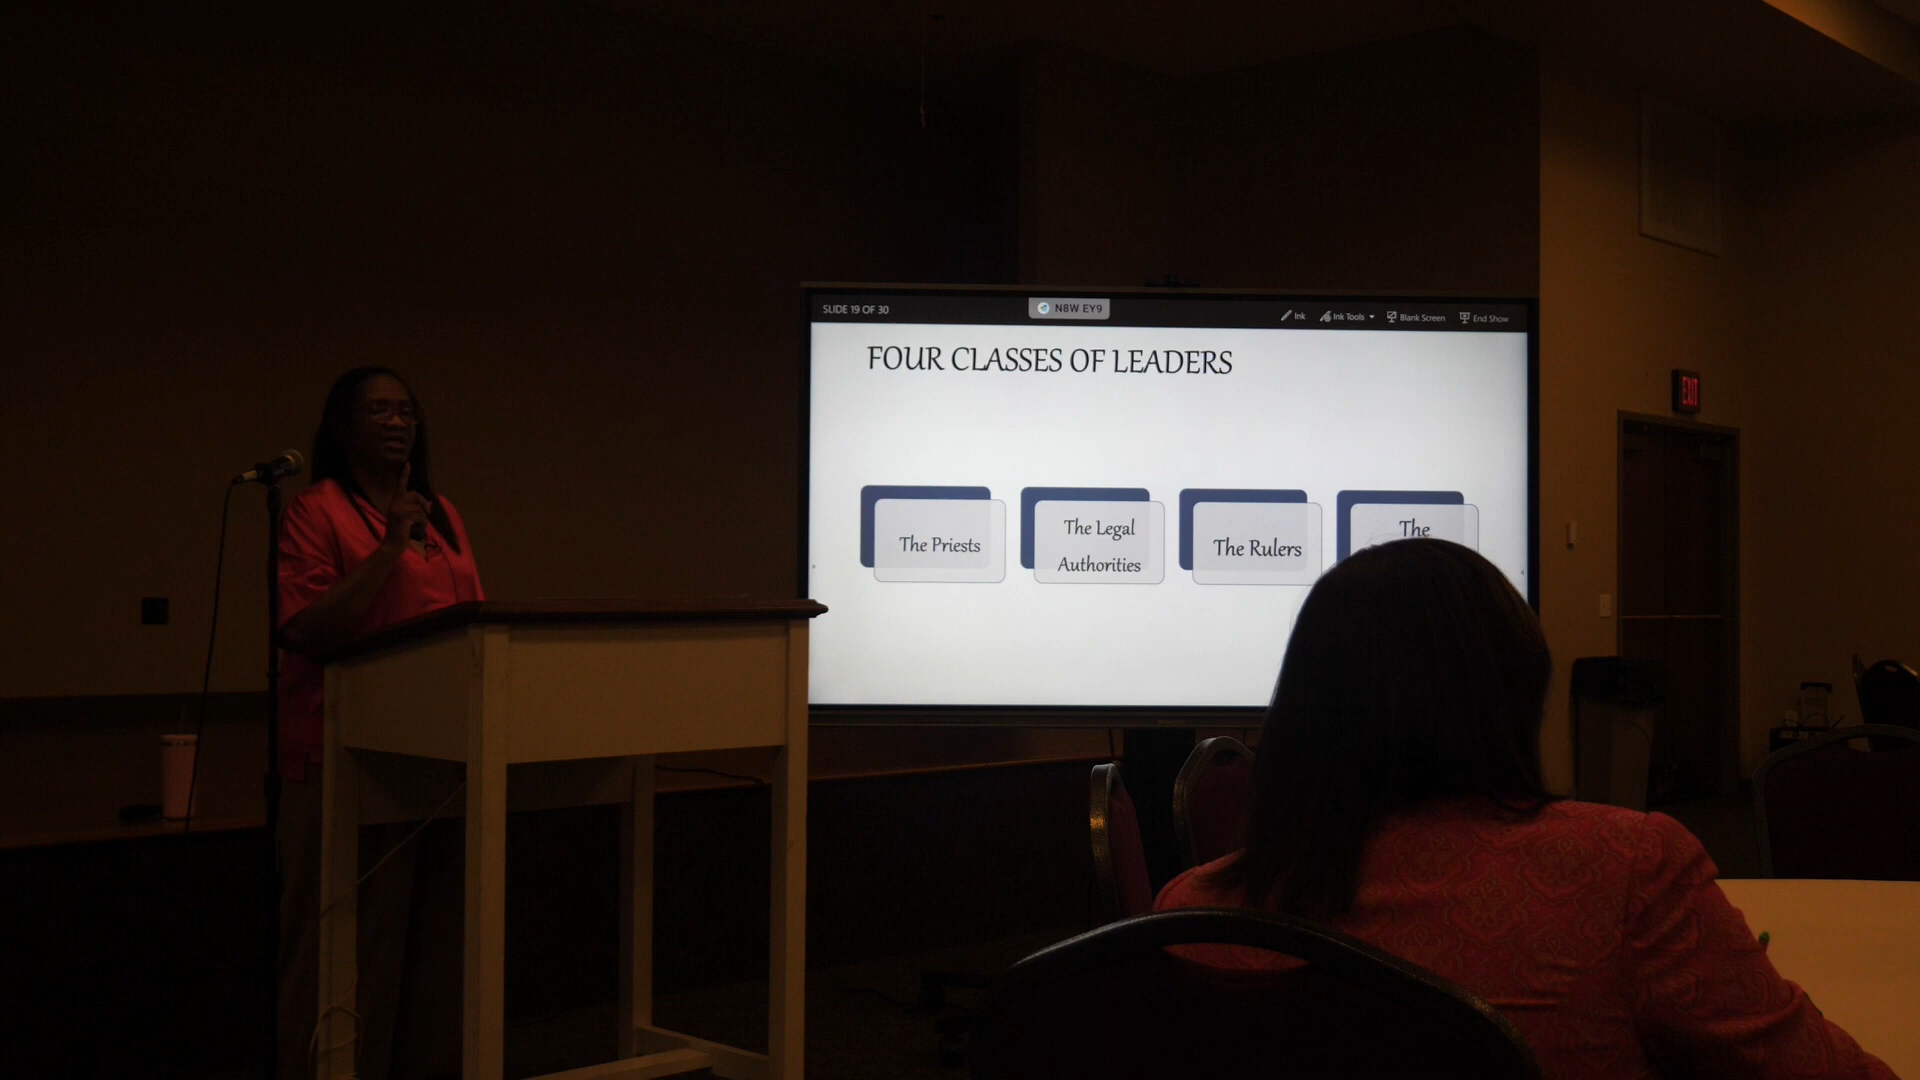 SLIDE 19 OF 30
N8W EY9
Ink
Ink Tools
Blank Screen
End Show
FOUR CLASSES OF LEADERS
The Priests
The Legal
Authorities
The Rulers
The
EXIT